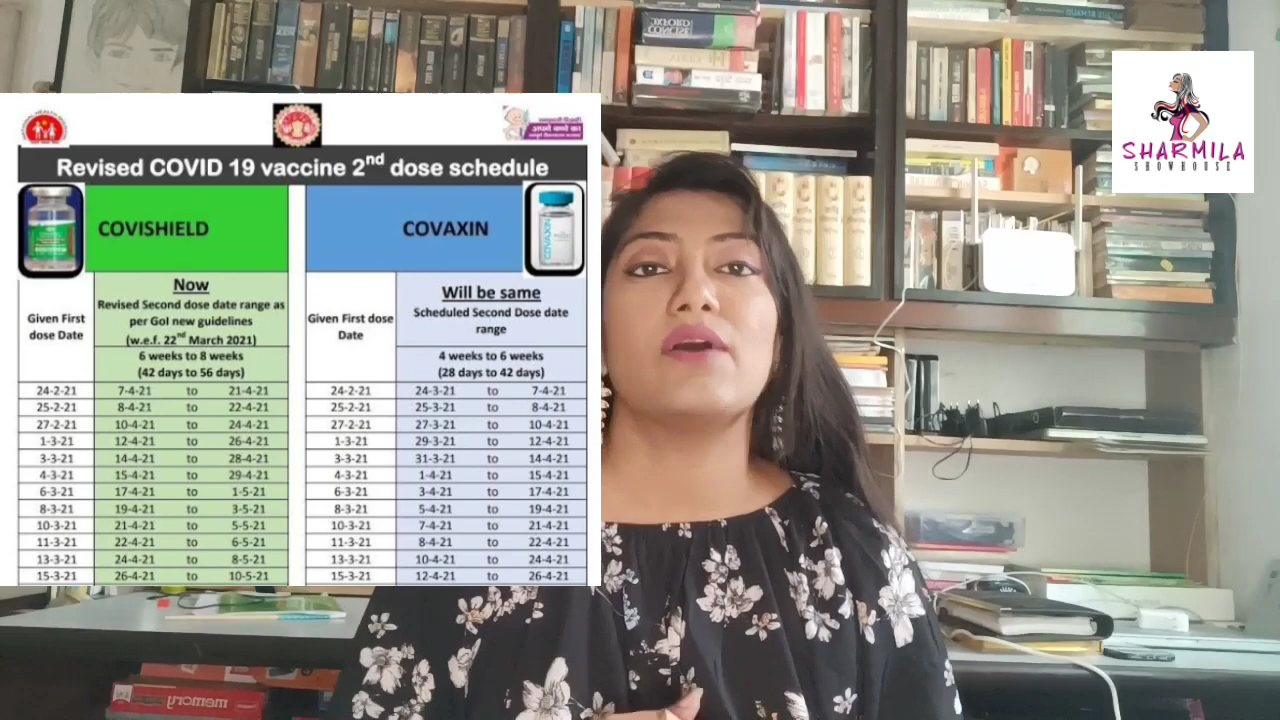 Revised COVID 19 vaccine 2nd dose schedule
COVISHIELD
COVAXIN
COVAXIN
Given First dose Date
Now
Revised Second dose date range as
per GoI new guidelines
(w.e.f. 22nd March 2021)
6 weeks to 8 weeks
(42 days to 56 days)
Given First dose
Date
Will be same
Scheduled Second Dose date
range
4 weeks to 6 weeks
(28 days to 42 days)
24-2-21 7-4-21 to 21-4-21 24-2-21 24-3-21 to 7-4-21
25-2-21 8-4-21 to 22-4-21 25-2-21 25-3-21 to 8-4-21
27-2-21 10-4-21 to 24-4-21 27-2-21 27-3-21 to 10-4-21
1-3-21 12-4-21 to 26-4-21 1-3-21 29-3-21 to 12-4-21
3-3-21 14-4-21 to 28-4-21 3-3-21 31-3-21 to 14-4-21
4-3-21 15-4-21 to 29-4-21 4-3-21 1-4-21 to 15-4-21
6-3-21 17-4-21 to 1-5-21 6-3-21 3-4-21 to 17-4-21
8-3-21 19-4-21 to 3-5-21 8-3-21 5-4-21 to 19-4-21
10-3-21 21-4-21 to 5-5-21 10-3-21 7-4-21 to 21-4-21
11-3-21 22-4-21 to 6-5-21 11-3-21 8-4-21 to 22-4-21
13-3-21 24-4-21 to 8-5-21 13-3-21 10-4-21 to 24-4-21
15-3-21 26-4-21 to 10-5-21 15-3-21 12-4-21 to 26-4-21
SHARMILA
SHOWHOUSE
OXFORD
CONCISE
memory